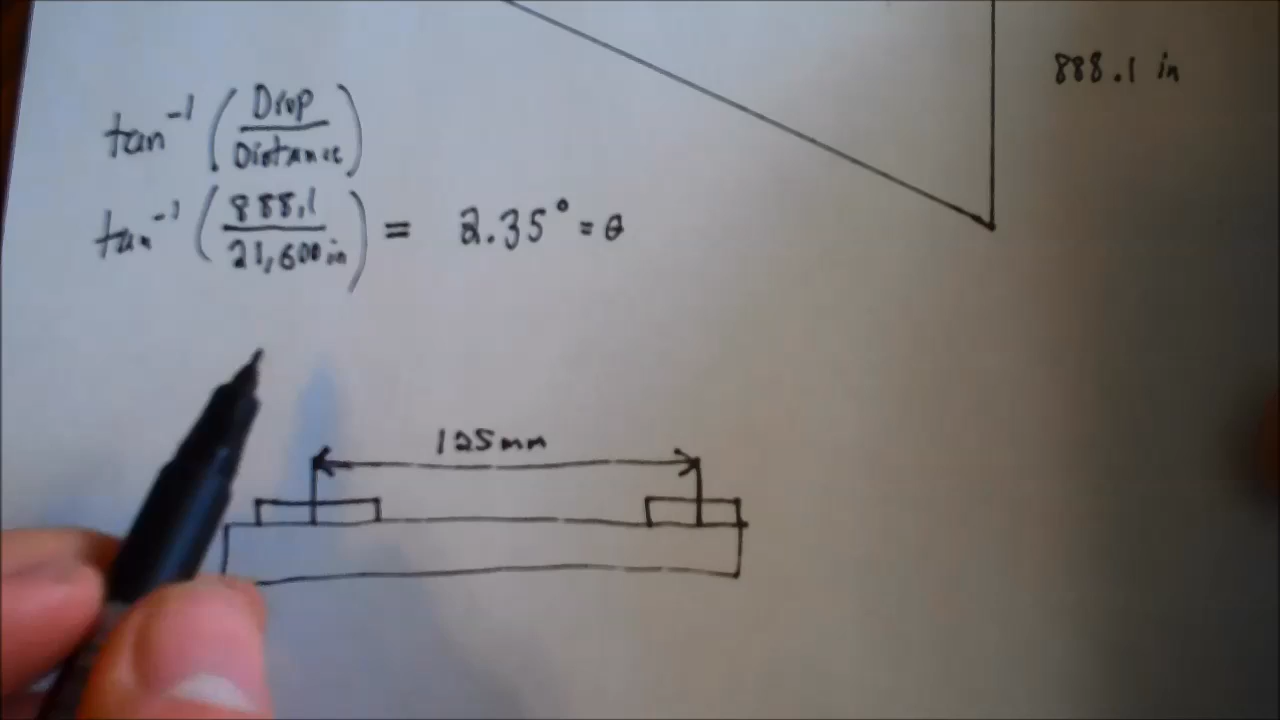 888.1 in
tan⁻¹ (Drop/Distance)
tan⁻¹ (888.1/21,600 in) = 2.35° = θ
125mm